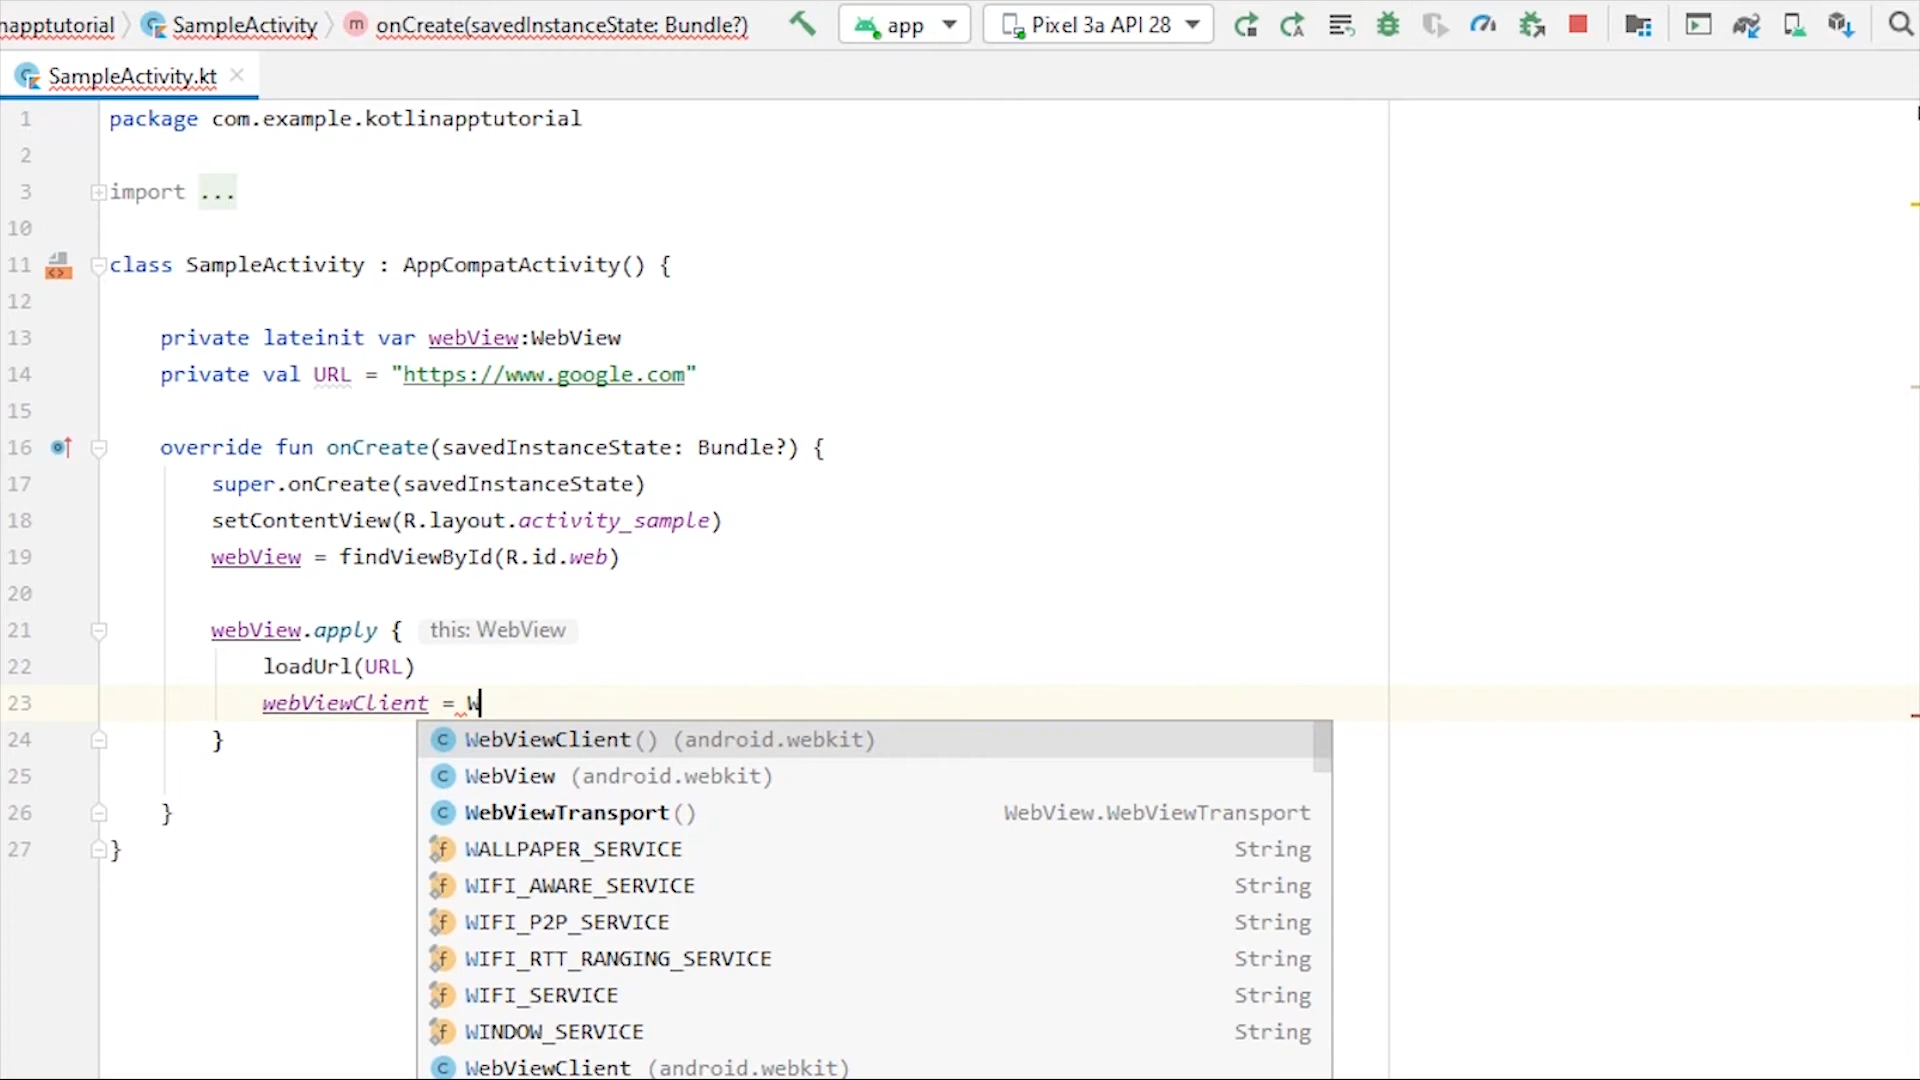 napptutorial SampleActivity m onCreate(savedInstanceState: Bundle?) app Pixel 3a API 28
SampleActivity.kt
1 package com.example.kotlinapptutorial
2
3 import ...
10
11 class SampleActivity : AppCompatActivity() {
12
13 private lateinit var webView:WebView
14 private val URL = "https://www.google.com"
15
16 override fun onCreate(savedInstanceState: Bundle?) {
17 super.onCreate(savedInstanceState)
18 setContentView(R.layout.activity_sample)
19 webView = findViewById(R.id.web)
20
21 webView.apply { this: WebView
22 loadUrl(URL)
23 webViewClient = W
24 }
25
26 }
27 }
C WebViewClient() (android.webkit)
C WebView (android.webkit)
C WebViewTransport() WebView.WebViewTransport
f WALLPAPER_SERVICE String
f WIFI_AWARE_SERVICE String
f WIFI_P2P_SERVICE String
f WIFI_RTT_RANGING_SERVICE String
f WIFI_SERVICE String
f WINDOW_SERVICE String
C WebViewClient (android.webkit)